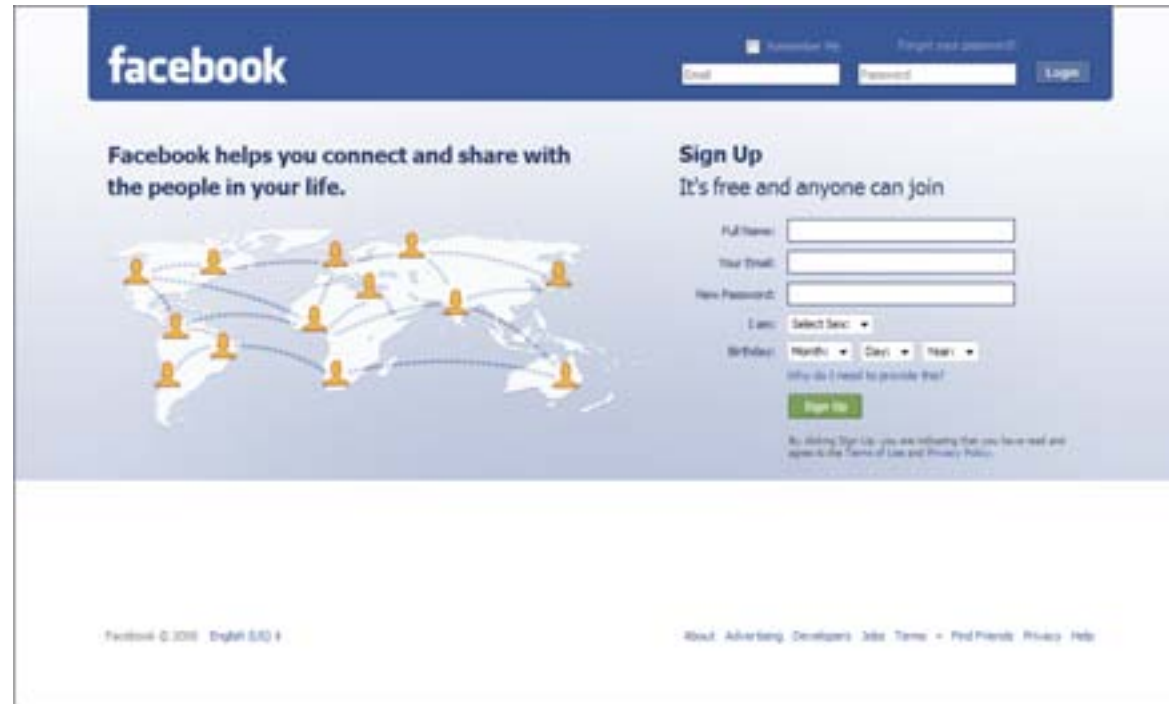 facebook
Remember Me Forgot your password?
Email Password Login
Facebook helps you connect and share with
the people in your life.
Sign Up
It's free and anyone can join
Full Name:
Your Email:
New Password:
I am: Select Sex:
Birthday: Month: Day: Year:
Why do I need to provide this?
Sign Up
By clicking Sign Up, you are indicating that you have read and
agree to the Terms of Use and Privacy Policy.
Facebook © English (US)
About Advertising Developers Jobs Terms • Find Friends Privacy Help